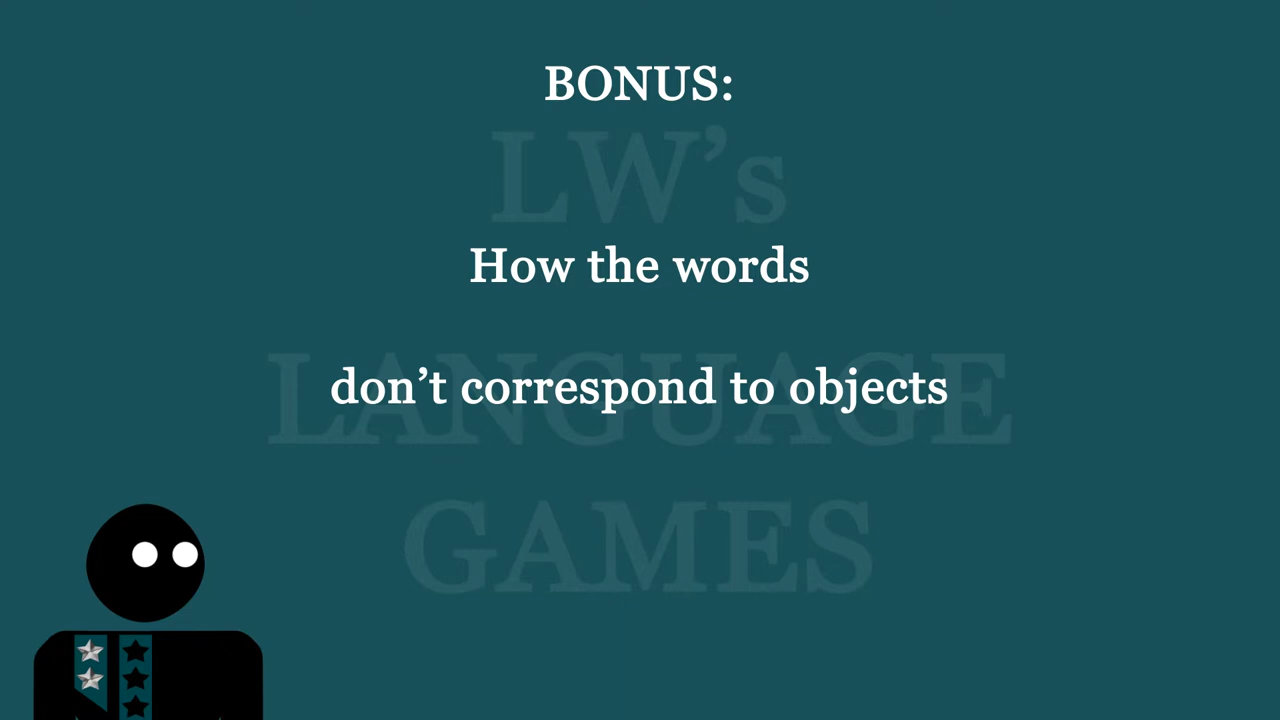 BONUS:
LW’s
How the words
LANGUAGE
don’t correspond to objects
GAMES